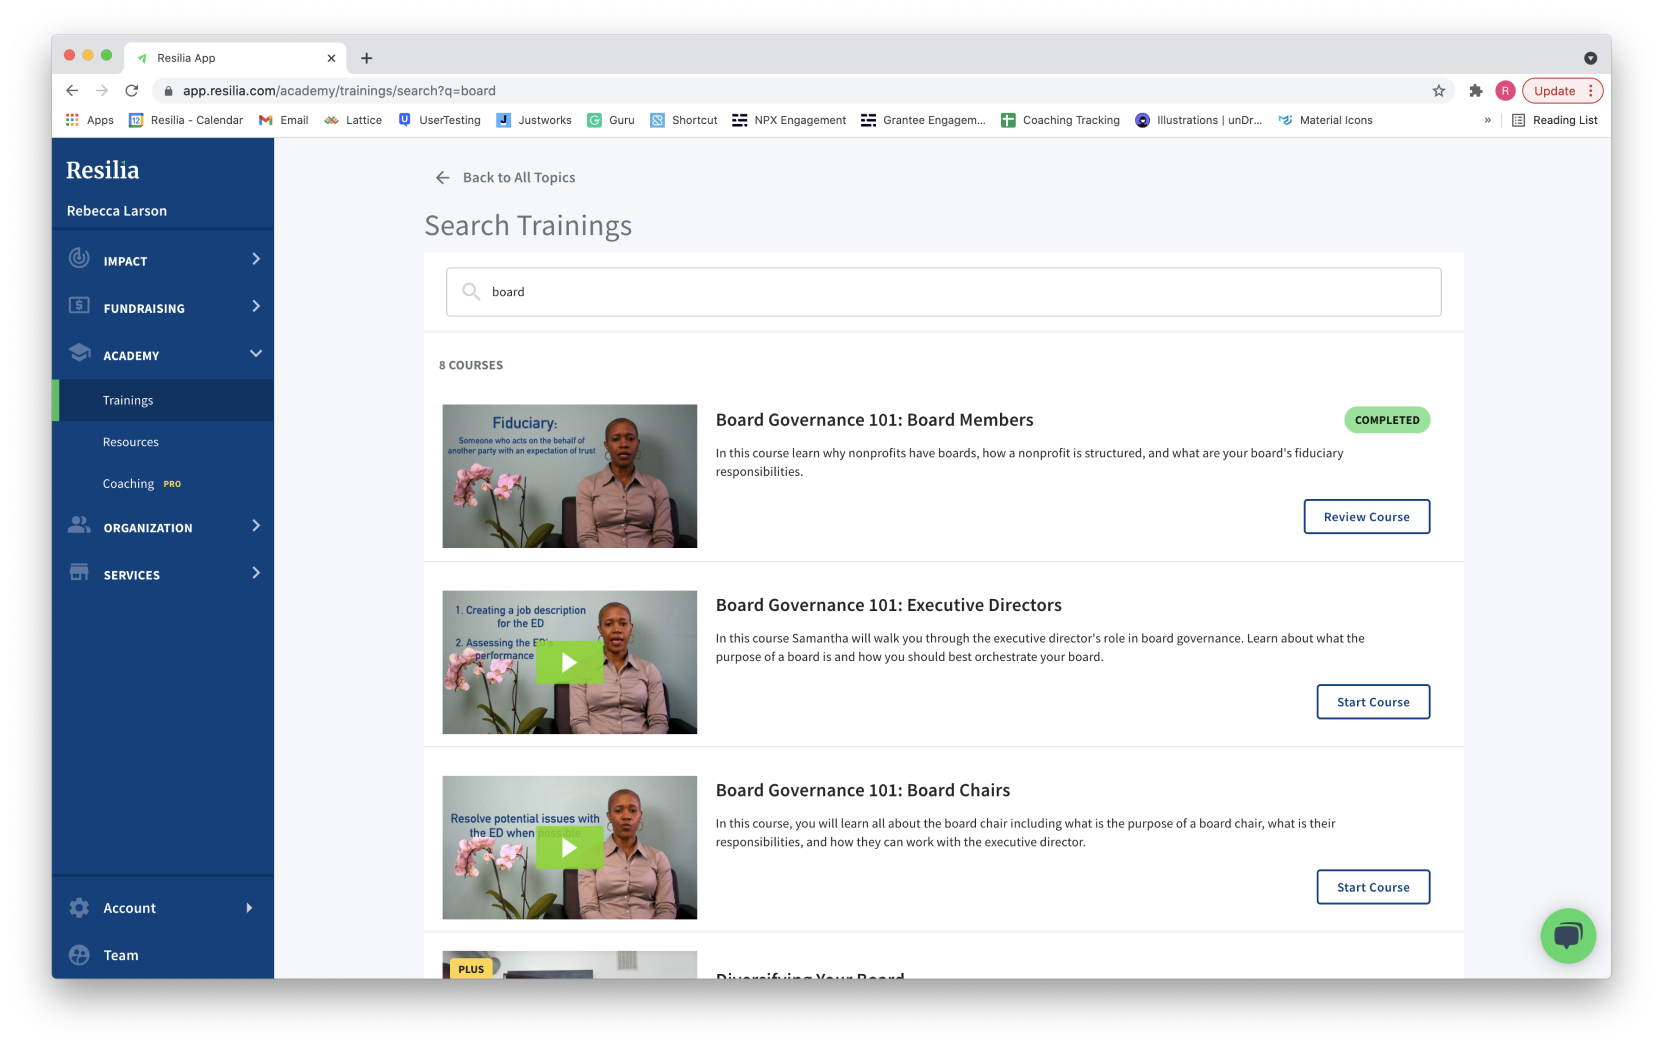 Resilia App
app.resilia.com/academy/trainings/search?q=board
R
Update
Apps
12
Resilia - Calendar
Email
Lattice
U
UserTesting
J
Justworks
G
Guru
Shortcut
NPX Engagement
Grantee Engagem...
Coaching Tracking
Illustrations | unDr...
Material Icons
»
Reading List
Resilia
Rebecca Larson
IMPACT
FUNDRAISING
ACADEMY
Trainings
Resources
Coaching PRO
ORGANIZATION
SERVICES
Account
Team
Back to All Topics
Search Trainings
board
8 COURSES
Fiduciary:
Someone who acts on the behalf of
another party with an expectation of trust
Board Governance 101: Board Members
COMPLETED
In this course learn why nonprofits have boards, how a nonprofit is structured, and what are your board's fiduciary
responsibilities.
Review Course
1. Creating a job description
for the ED
2. Assessing the ED's
performance
Board Governance 101: Executive Directors
In this course Samantha will walk you through the executive director's role in board governance. Learn about what the
purpose of a board is and how you should best orchestrate your board.
Start Course
Resolve potential issues with
the ED when possible
Board Governance 101: Board Chairs
In this course, you will learn all about the board chair including what is the purpose of a board chair, what is their
responsibilities, and how they can work with the executive director.
Start Course
PLUS
Diversifying Your Board